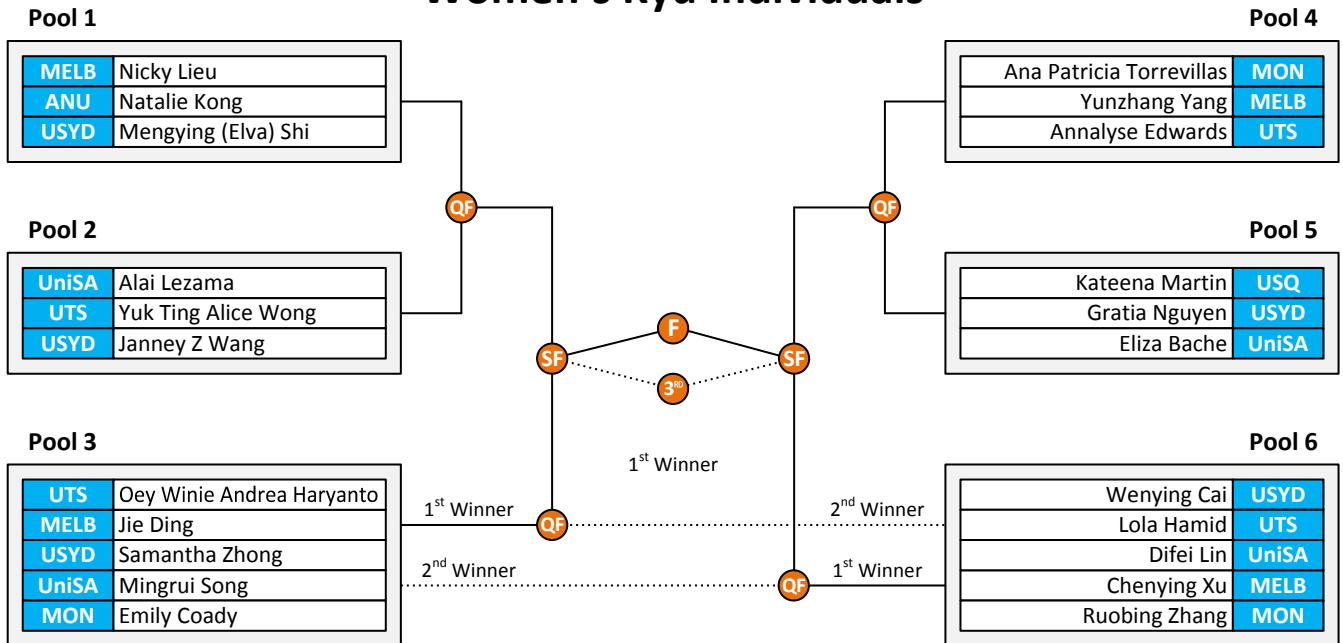 Women's Kyu Individuals
Pool 1
MELB Nicky Lieu
ANU Natalie Kong
USYD Mengying (Elva) Shi
Pool 2
UniSA Alai Lezama
UTS Yuk Ting Alice Wong
USYD Janney Z Wang
Pool 3
UTS Oey Winie Andrea Haryanto
MELB Jie Ding
USYD Samantha Zhong
UniSA Mingrui Song
MON Emily Coady
QF
SF
1st Winner
QF
2nd Winner
F
3RD
1st Winner
QF
SF
2nd Winner
QF
1st Winner
Pool 4
Ana Patricia Torrevillas MON
Yunzhang Yang MELB
Annalyse Edwards UTS
Pool 5
Kateena Martin USQ
Gratia Nguyen USYD
Eliza Bache UniSA
Pool 6
Wenying Cai USYD
Lola Hamid UTS
Difei Lin UniSA
Chenying Xu MELB
Ruobing Zhang MON